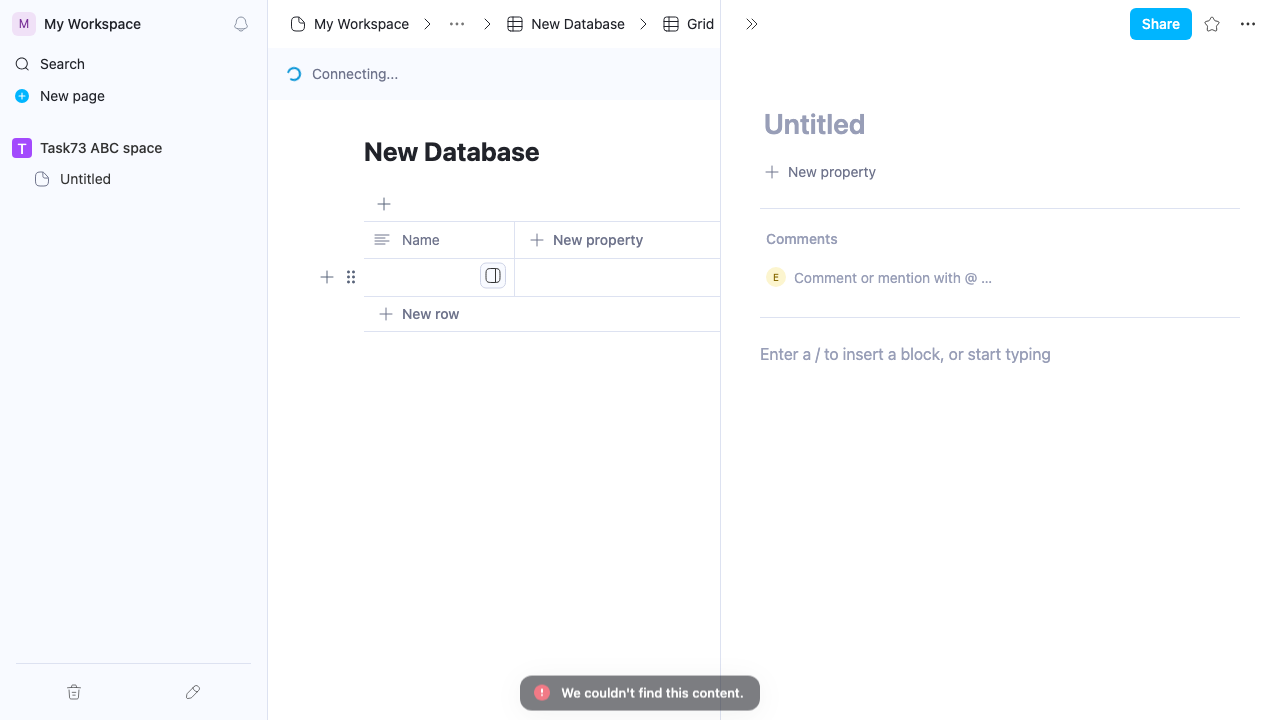 M My Workspace
Search
New page
T Task73 ABC space
Untitled
My Workspace
New Database
Grid
Connecting...
New Database
Name
New property
New row
Share
Untitled
New property
Comments
E Comment or mention with @ ...
Enter a / to insert a block, or start typing
We couldn't find this content.